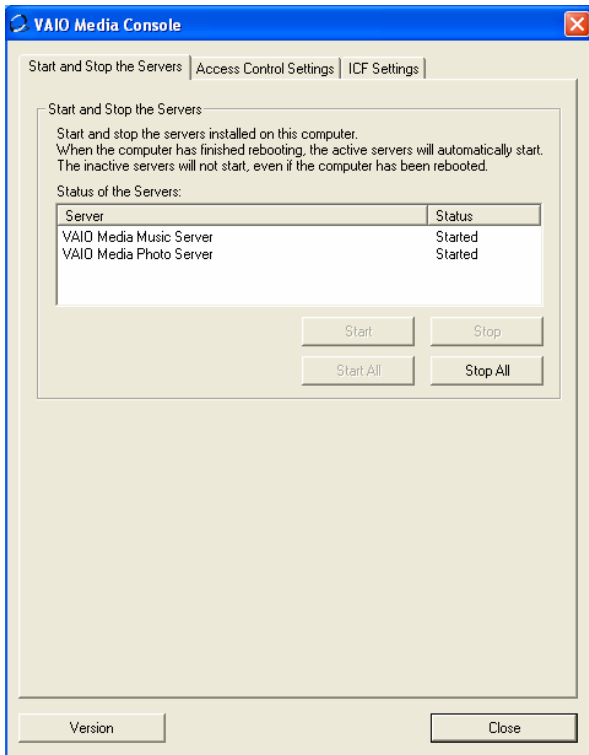 VAIO Media Console
Start and Stop the Servers Access Control Settings ICF Settings
Start and Stop the Servers
Start and stop the servers installed on this computer.
When the computer has finished rebooting, the active servers will automatically start.
The inactive servers will not start, even if the computer has been rebooted.
Status of the Servers:
Server Status
VAIO Media Music Server Started
VAIO Media Photo Server Started
Start Stop
Start All Stop All
Version Close